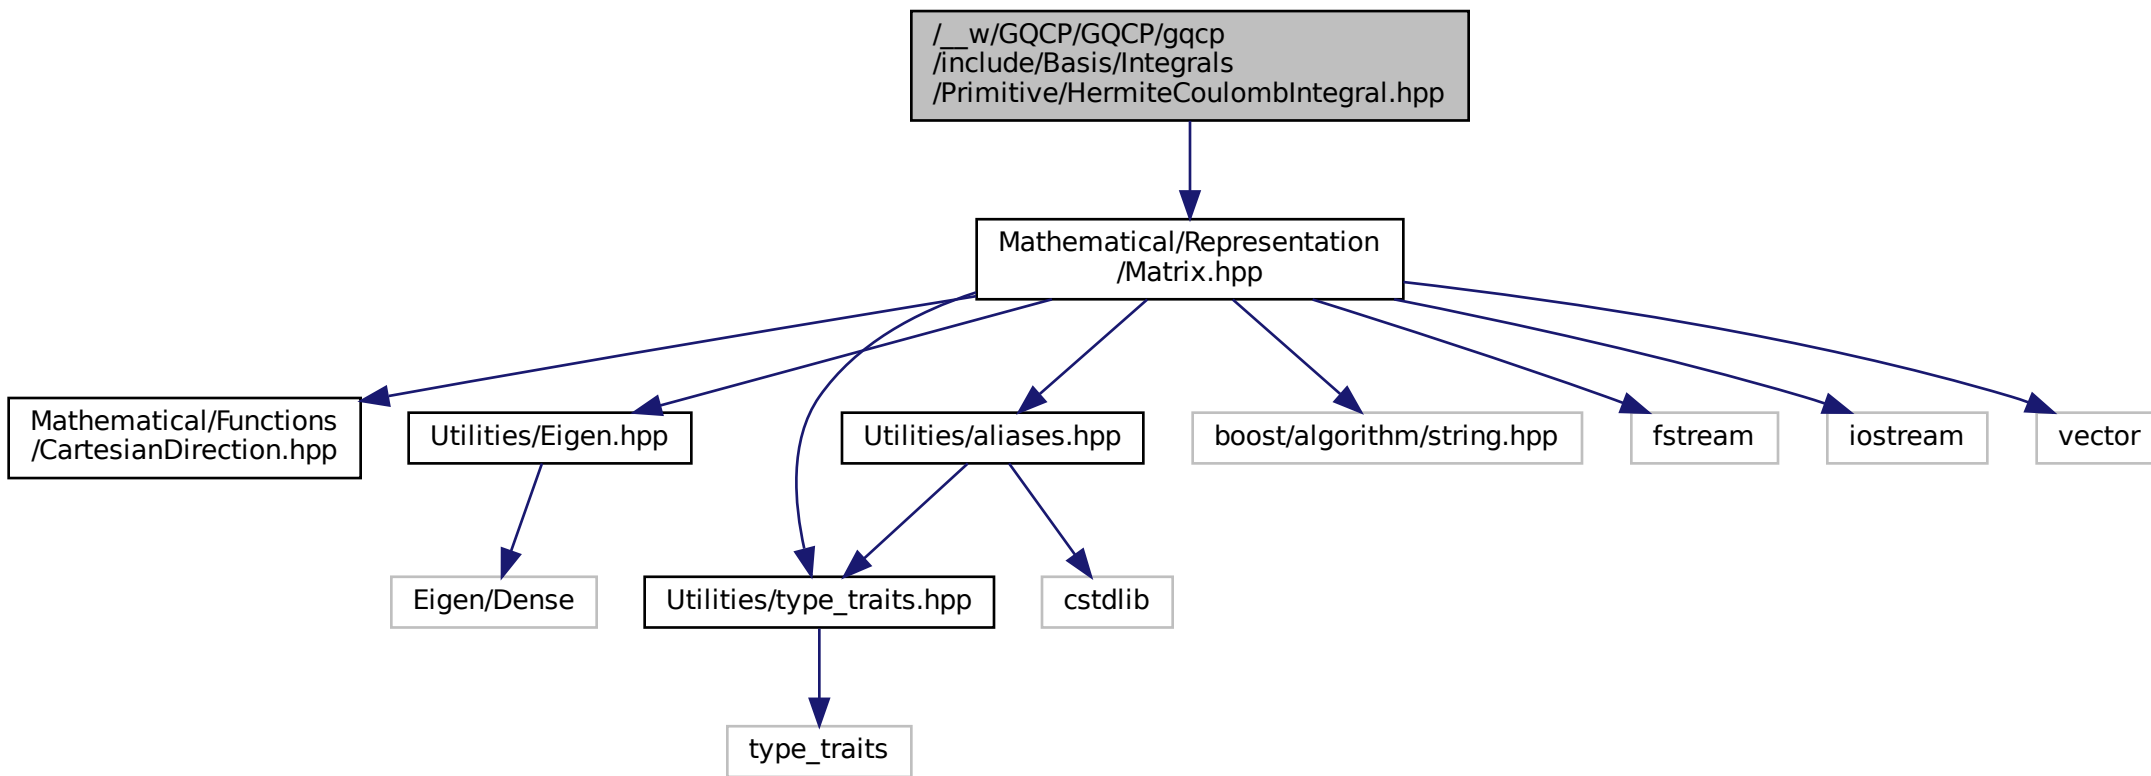 /__w/GQCP/GQCP/gqcp
/include/Basis/Integrals
/Primitive/HermiteCoulombIntegral.hpp
Mathematical/Representation
/Matrix.hpp
Mathematical/Functions
/CartesianDirection.hpp
Utilities/Eigen.hpp
Utilities/aliases.hpp
boost/algorithm/string.hpp
fstream
iostream
vector
Eigen/Dense
Utilities/type_traits.hpp
cstdlib
type_traits